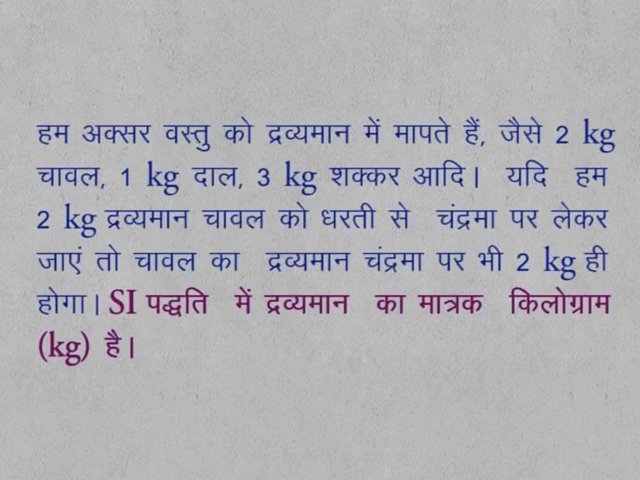 हम अक्सर वस्तु को द्रव्यमान में मापते हैं, जैसे 2 kg
चावल, 1 kg दाल, 3 kg शक्कर आदि। यदि हम
2 kg द्रव्यमान चावल को धरती से चंद्रमा पर लेकर
जाएं तो चावल का द्रव्यमान चंद्रमा पर भी 2 kg ही
होगा। SI पद्धति में द्रव्यमान का मात्रक किलोग्राम
(kg) है।